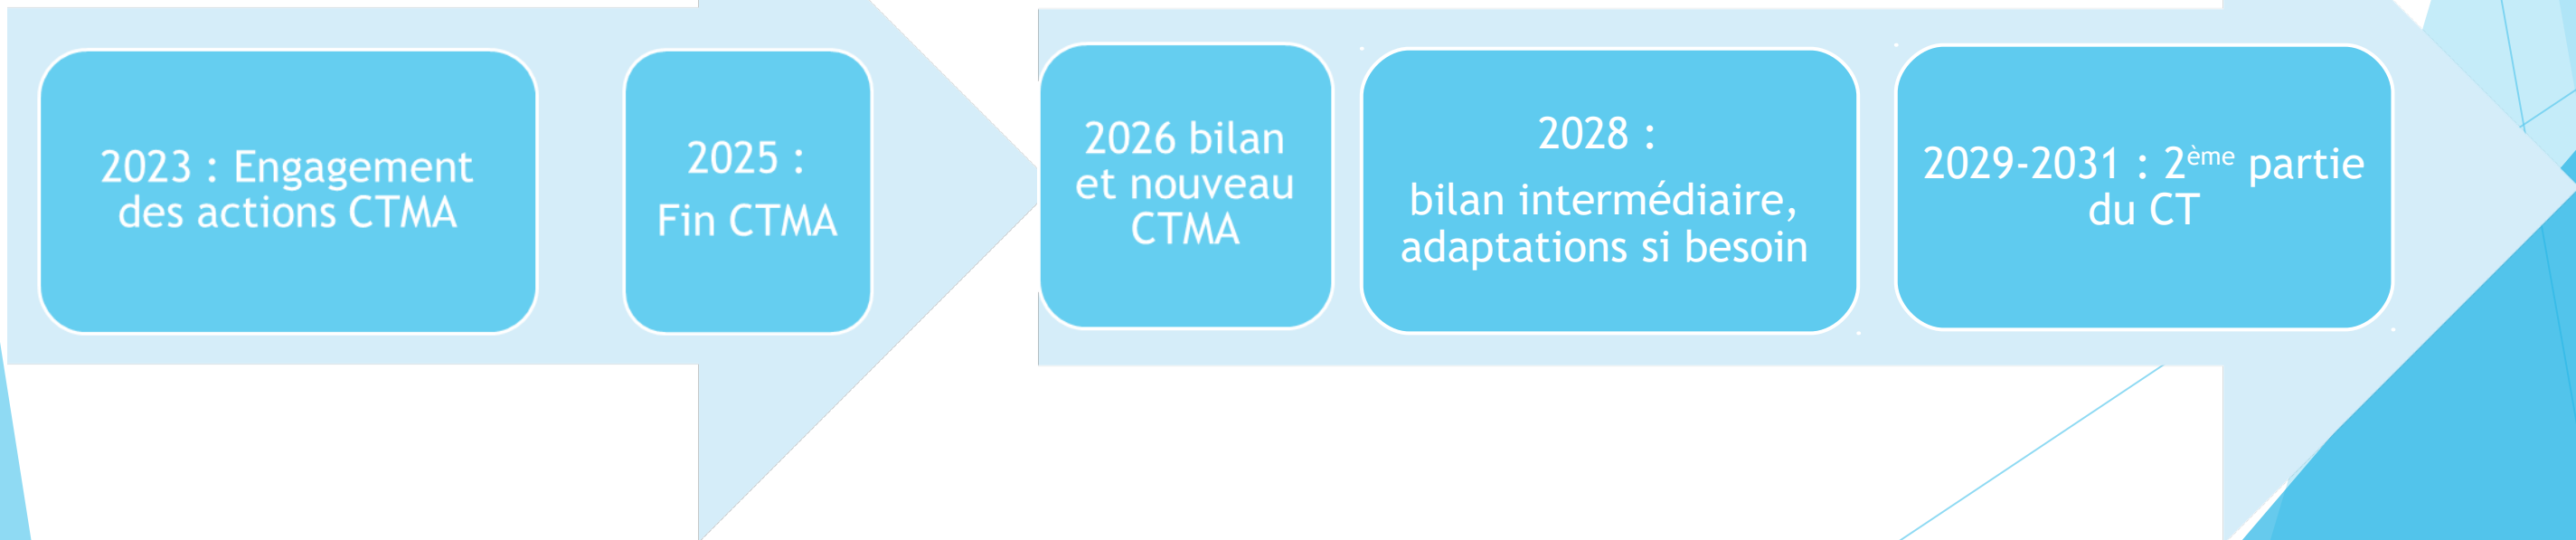 2023 : Engagement
des actions CTMA
2025 :
Fin CTMA
2026 bilan
et nouveau
CTMA
2028 :
bilan intermédiaire,
adaptations si besoin
2029-2031 : 2ème partie
du CT